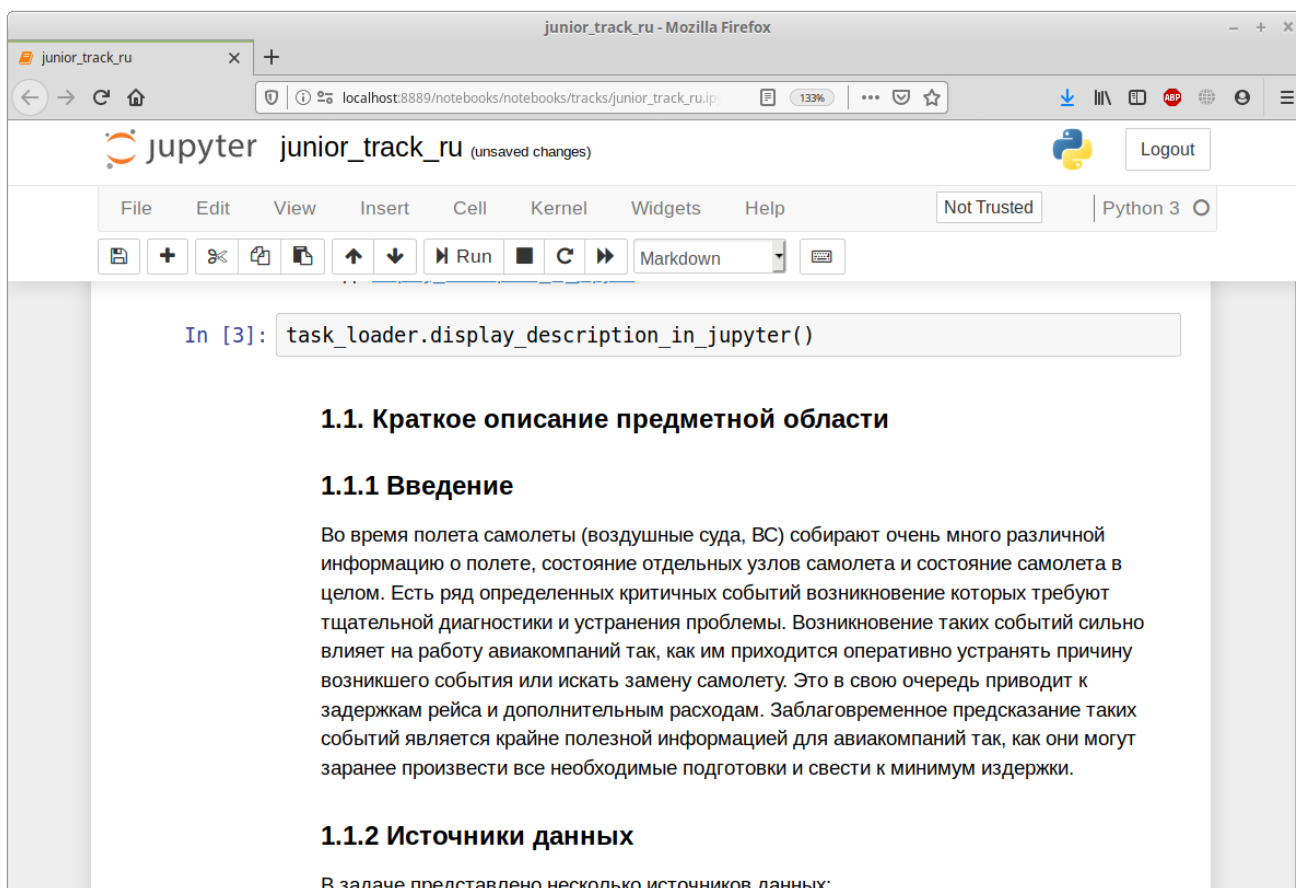 junior_track_ru - Mozilla Firefox
junior_track_ru
localhost:8889/notebooks/notebooks/tracks/junior_track_ru.ip
133%
ABP
jupyter junior_track_ru (unsaved changes)
Logout
File Edit View Insert Cell Kernel Widgets Help Not Trusted Python 3
Run Markdown
In [3]: task_loader.display_description_in_jupyter()
1.1. Краткое описание предметной области
1.1.1 Введение
Во время полета самолеты (воздушные суда, ВС) собирают очень много различной
информацию о полете, состояние отдельных узлов самолета и состояние самолета в
целом. Есть ряд определенных критичных событий возникновение которых требуют
тщательной диагностики и устранения проблемы. Возникновение таких событий сильно
влияет на работу авиакомпаний так, как им приходится оперативно устранять причину
возникшего события или искать замену самолету. Это в свою очередь приводит к
задержкам рейса и дополнительным расходам. Заблаговременное предсказание таких
событий является крайне полезной информацией для авиакомпаний так, как они могут
заранее произвести все необходимые подготовки и свести к минимум издержки.
1.1.2 Источники данных
В задаче представлено несколько источников данных: